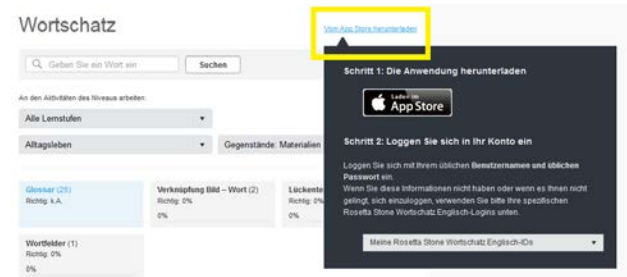 Wortschatz
Vom App Store herunterladen
Geben Sie ein Wort ein
Suchen
An den Aktivitäten des Niveaus arbeiten:
Alle Lernstufen
Alltagsleben
Gegenstände: Materialien
Glossar (25)
Richtig: k.A.
Verknüpfung Bild – Wort (2)
Richtig: 0%
0%
Lückente
Richtig: 0%
0%
Wortfelder (1)
Richtig: 0%
0%
Schritt 1: Die Anwendung herunterladen
Laden im
App Store
Schritt 2: Loggen Sie sich in Ihr Konto ein
Loggen Sie sich mit Ihrem üblichen Benutzernamen und üblichen
Passwort ein.
Wenn Sie diese Informationen nicht haben oder wenn es Ihnen nicht
gelingt, sich einzuloggen, verwenden Sie bitte Ihre spezifischen
Rosetta Stone Wortschatz Englisch-Logins unten.
Meine Rosetta Stone Wortschatz Englisch-IDs